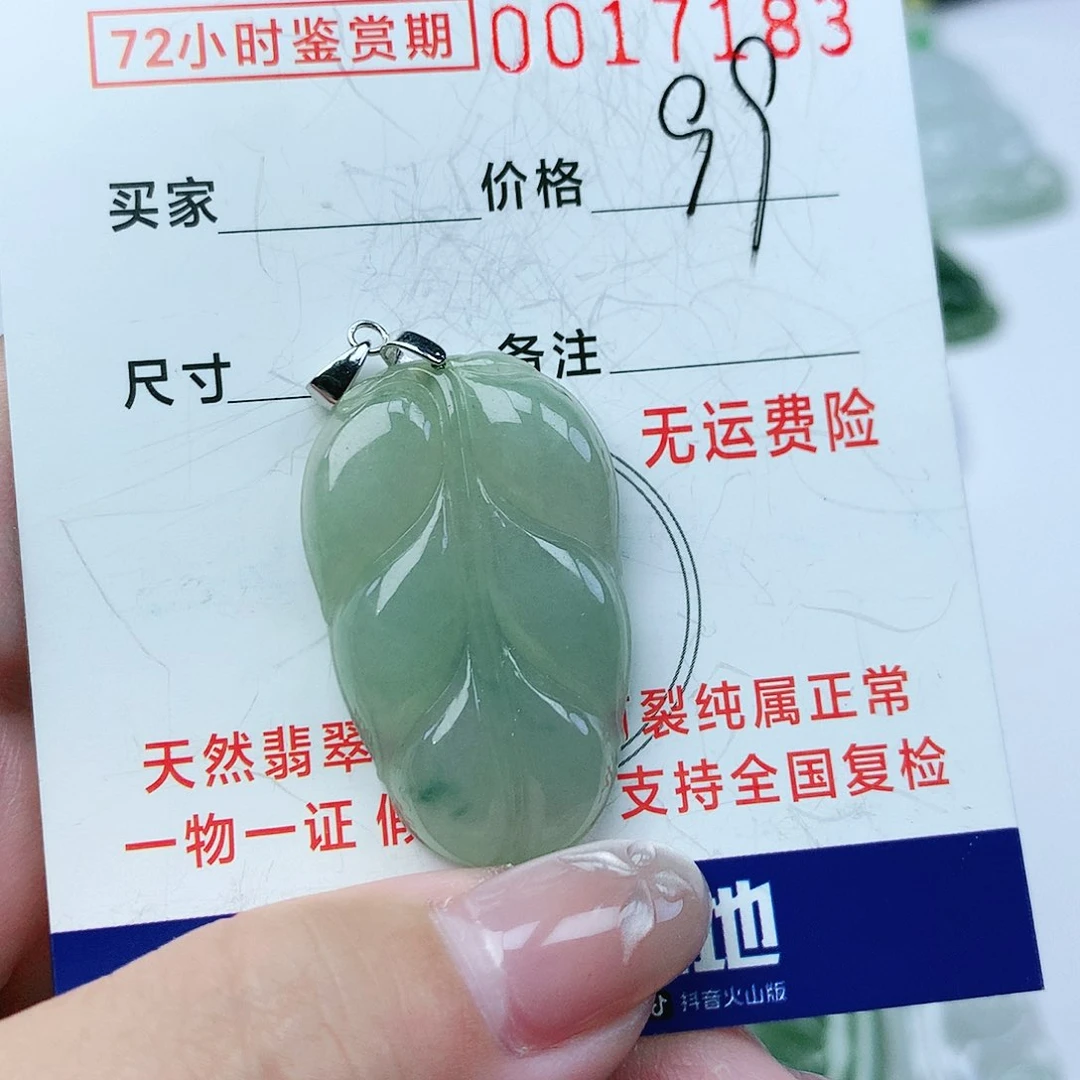 72小时鉴赏期 0017183
买家 价格 99
尺寸 备注
无运费险
天然翡翠 裂纯属正常
一物一证 假 支持全国复检
地
抖音火山版